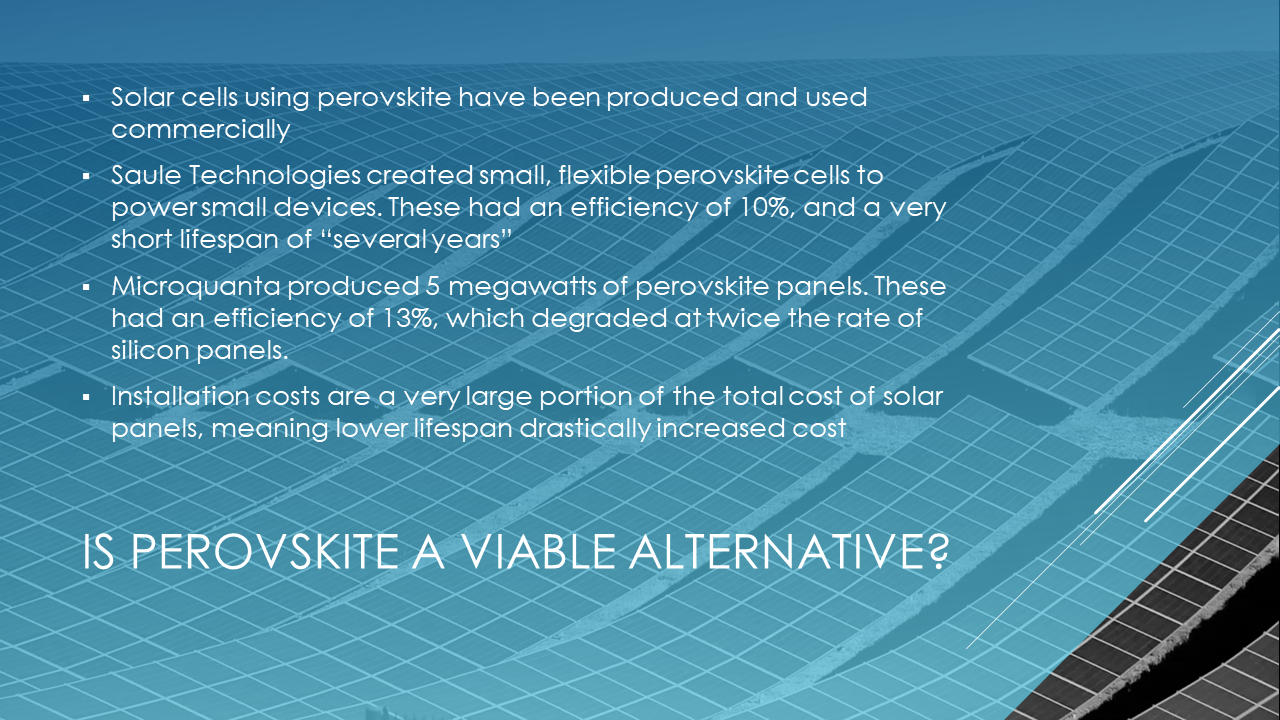 ▪ Solar cells using perovskite have been produced and used
commercially
▪ Saule Technologies created small, flexible perovskite cells to
power small devices. These had an efficiency of 10%, and a very
short lifespan of “several years”
▪ Microquanta produced 5 megawatts of perovskite panels. These
had an efficiency of 13%, which degraded at twice the rate of
silicon panels.
▪ Installation costs are a very large portion of the total cost of solar
panels, meaning lower lifespan drastically increased cost
IS PEROVSKITE A VIABLE ALTERNATIVE?